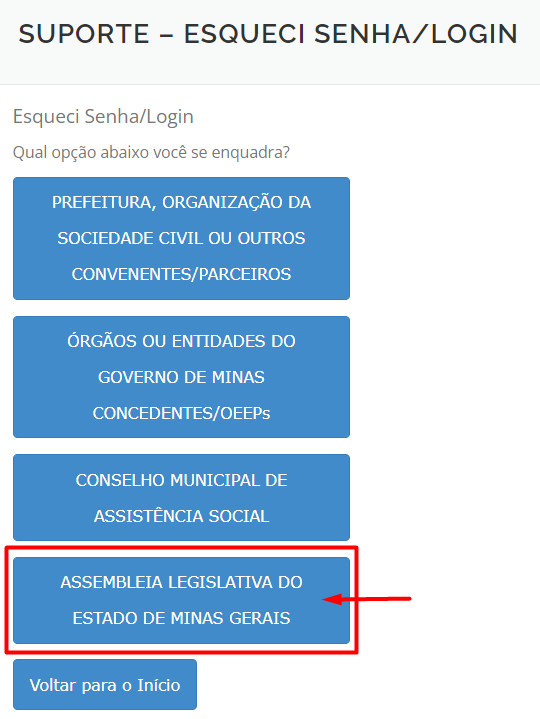 SUPORTE – ESQUECI SENHA/LOGIN
Esqueci Senha/Login
Qual opção abaixo você se enquadra?
PREFEITURA, ORGANIZAÇÃO DA
SOCIEDADE CIVIL OU OUTROS
CONVENENTES/PARCEIROS
ÓRGÃOS OU ENTIDADES DO
GOVERNO DE MINAS
CONCEDENTES/OEEPs
CONSELHO MUNICIPAL DE
ASSISTÊNCIA SOCIAL
ASSEMBLEIA LEGISLATIVA DO
ESTADO DE MINAS GERAIS
Voltar para o Início